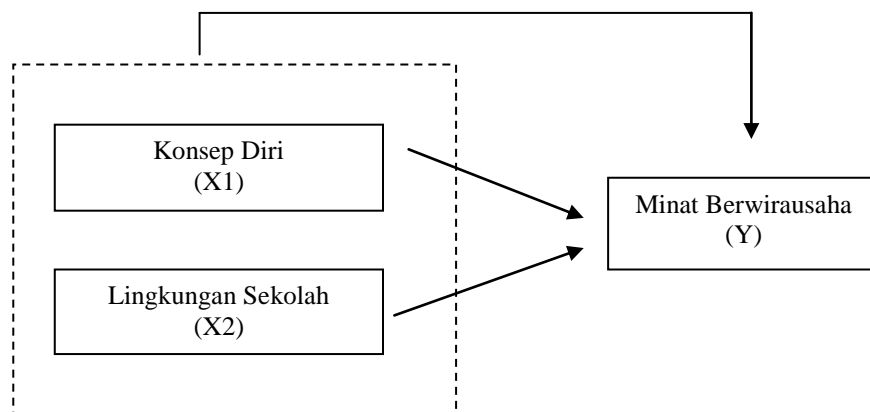 Konsep Diri
(X1)
Minat Berwirausaha
(Y)
Lingkungan Sekolah
(X2)